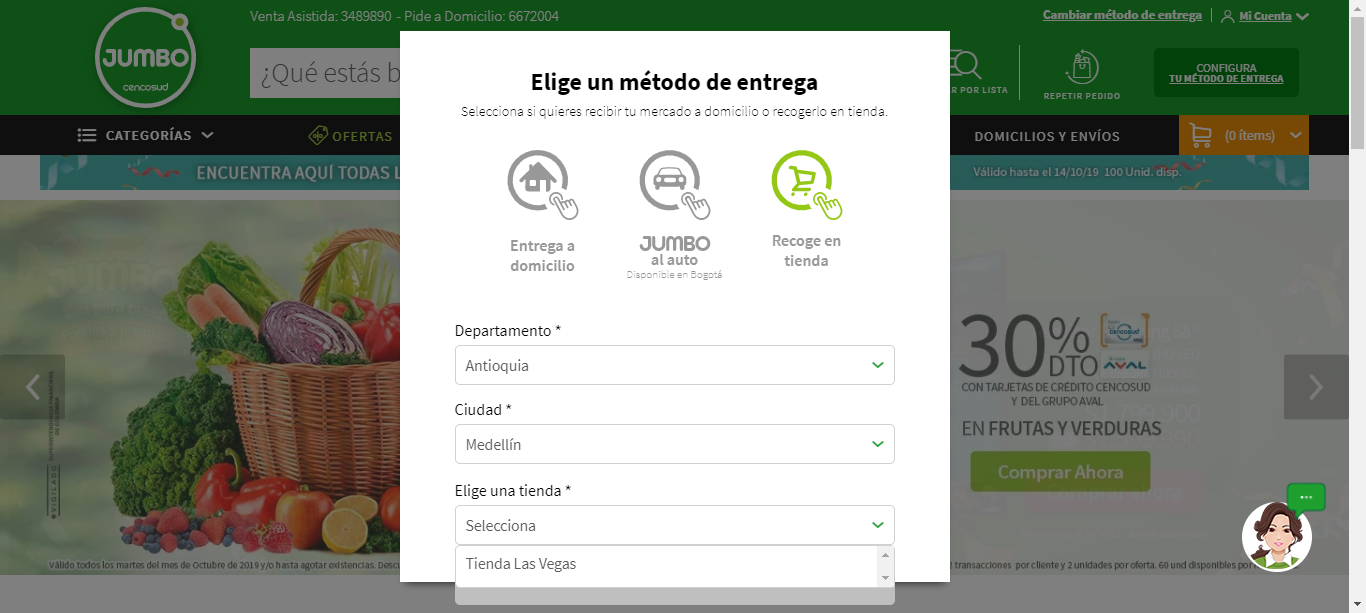 Venta Asistida: 3489890 - Pide a Domicilio: 6672004
Cambiar método de entrega
Mi Cuenta
JUMBO
cencosud
¿Qué estás b
R POR LISTA
REPETIR PEDIDO
CONFIGURA
TU MÉTODO DE ENTREGA
CATEGORÍAS
OFERTAS
DOMICILIOS Y ENVÍOS
(0 ítems)
ENCUENTRA AQUÍ TODAS L
Válido hasta el 14/10/19 100 Unid. disp.
Elige un método de entrega
Selecciona si quieres recibir tu mercado a domicilio o recogerlo en tienda.
Entrega a
domicilio
JUMBO
al auto
Disponible en Bogotá
Recoge en
tienda
Departamento *
Antioquia
Ciudad *
Medellín
Elige una tienda *
Selecciona
Tienda Las Vegas
30% DTO
cencosud
AVAL
CON TARJETAS DE CRÉDITO CENCOSUD
Y DEL GRUPO AVAL
EN FRUTAS Y VERDURAS
Comprar Ahora
VIGILADO
Válido todos los martes del mes de Octubre de 2019 y/o hasta agotar existencias. Descu
2 transacciones por cliente y 2 unidades por oferta. 60 und disponibles por